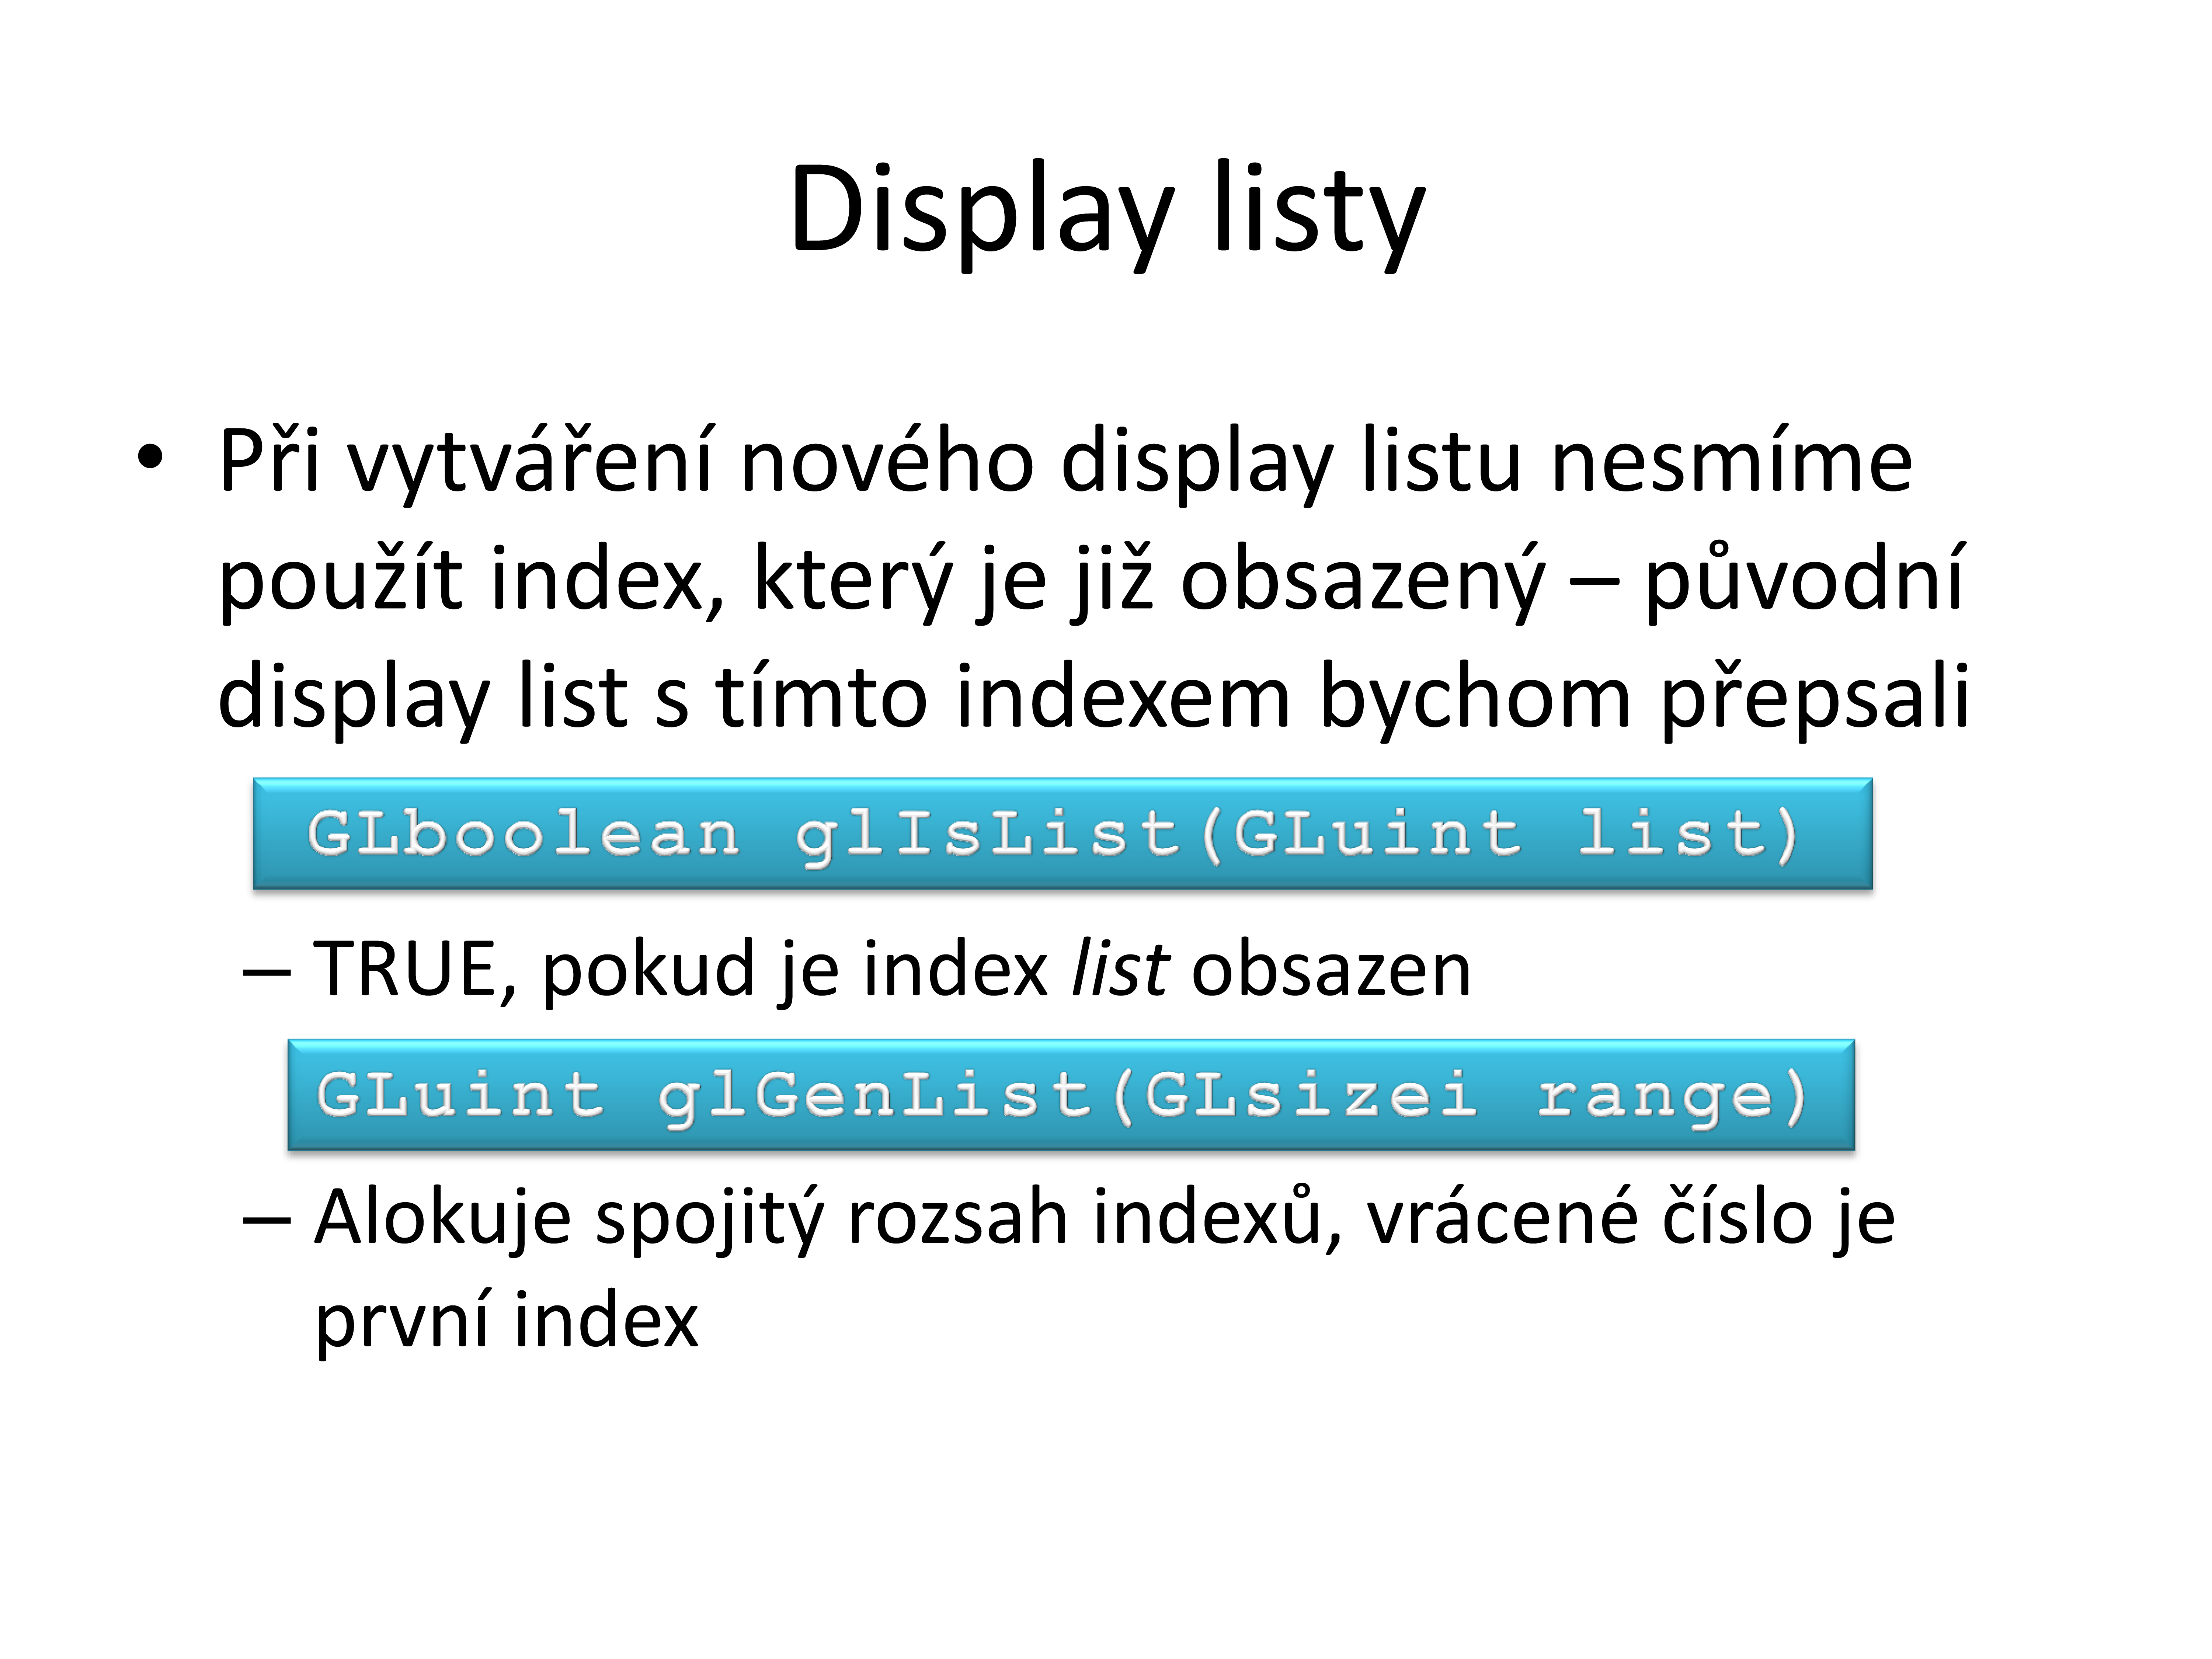 Display listy
• Při vytváření nového display listu nesmíme
použít index, který je již obsazený – původní
display list s tímto indexem bychom přepsali
GLboolean glIsList(GLuint list)
– TRUE, pokud je index list obsazen
GLuint glGenList(GLsizei range)
– Alokuje spojitý rozsah indexů, vrácené číslo je
první index